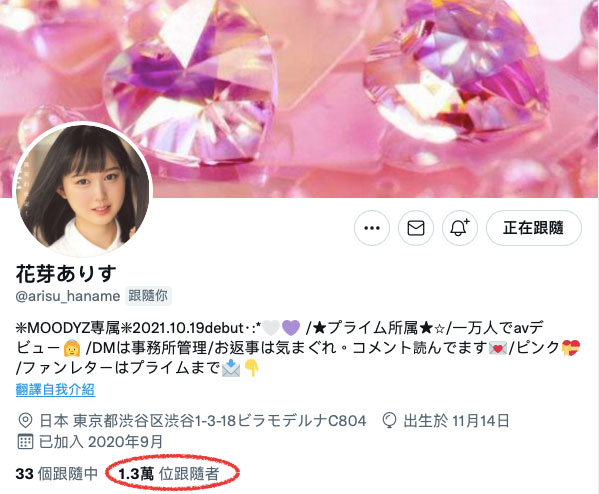 正在跟隨
花芽ありす
@arisu_haname 跟隨你
❊MOODYZ専属❊2021.10.19debut‪‪·͜·:*🤍💜 /★プライム所属★☆/一万人でavデ
ビュー👩 /DMは事務所管理/お返事は気まぐれ。コメント読んでます💌/ピンク💝
/ファンレターはプライムまで📩👇
翻譯自我介紹
日本 東京都渋谷区渋谷1-3-18ビラモデルナC804 出生於 11月14日
已加入 2020年9月
33 個跟隨中 1.3萬 位跟隨者